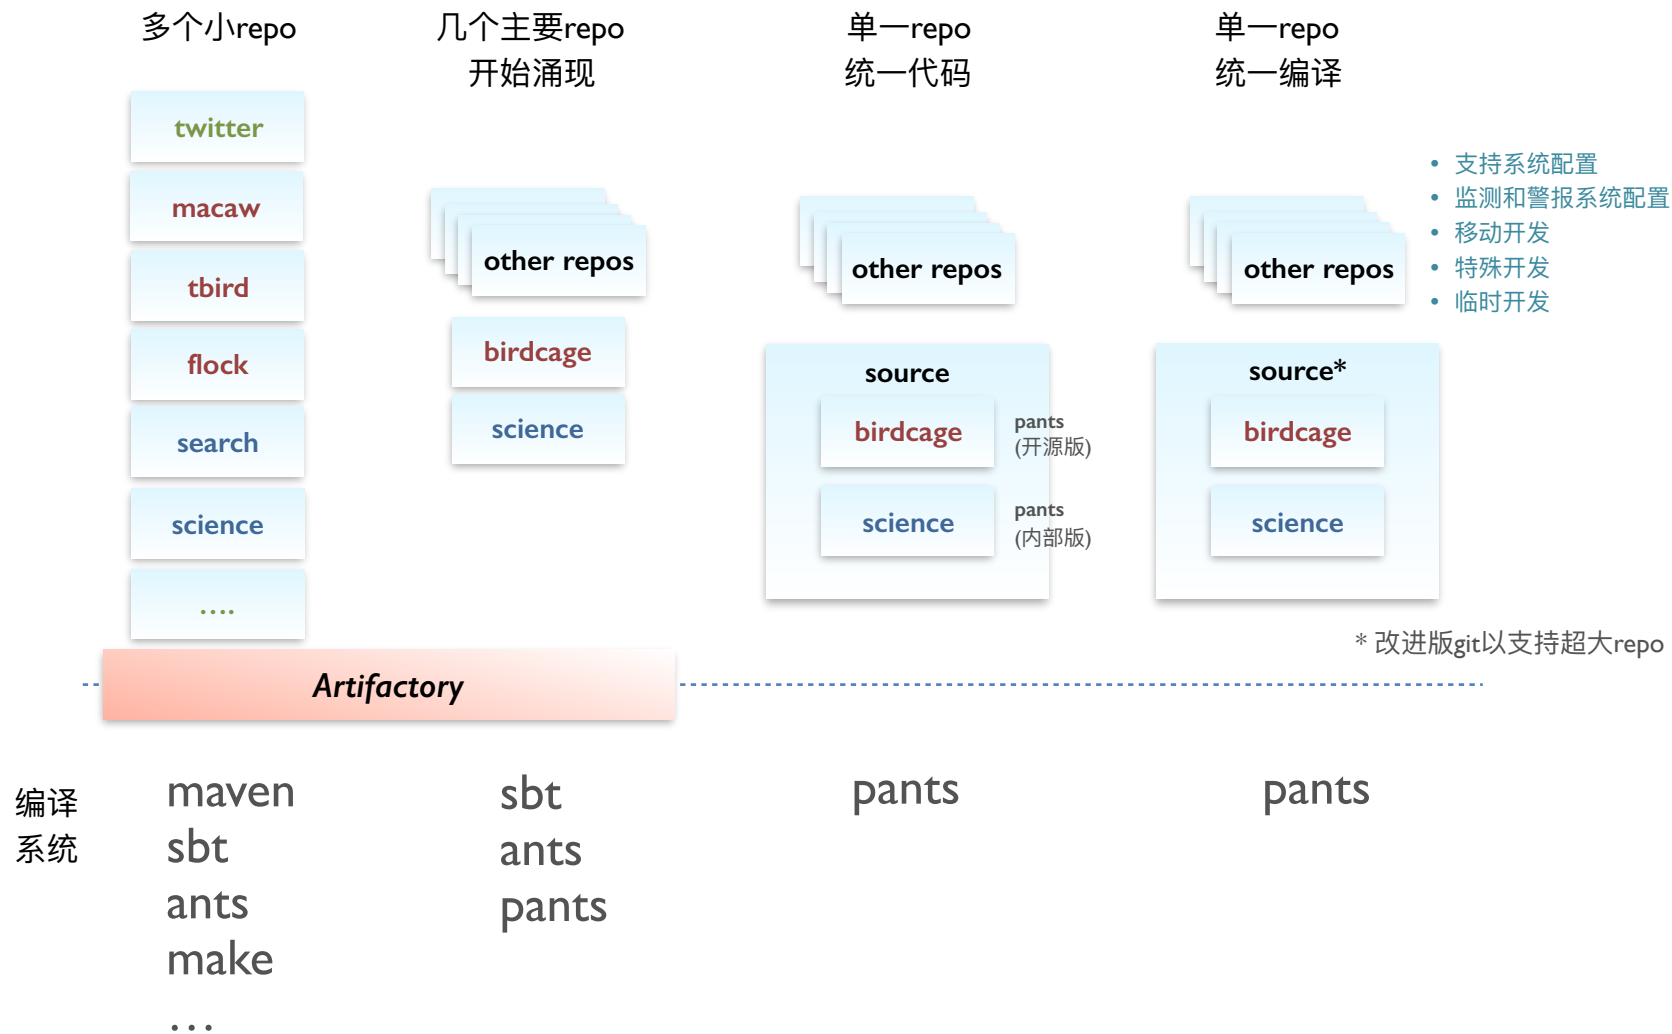 多个小repo
几个主要repo
开始涌现
单一repo
统一代码
单一repo
统一编译
twitter
macaw
tbird
flock
search
science
....
other repos
birdcage
science
other repos
source
birdcage
pants
(开源版)
science
pants
(内部版)
other repos
• 支持系统配置
• 监测和警报系统配置
• 移动开发
• 特殊开发
• 临时开发
source*
birdcage
science
* 改进版git以支持超大repo
Artifactory
编译
系统
maven
sbt
ants
make
...
sbt
ants
pants
pants
pants